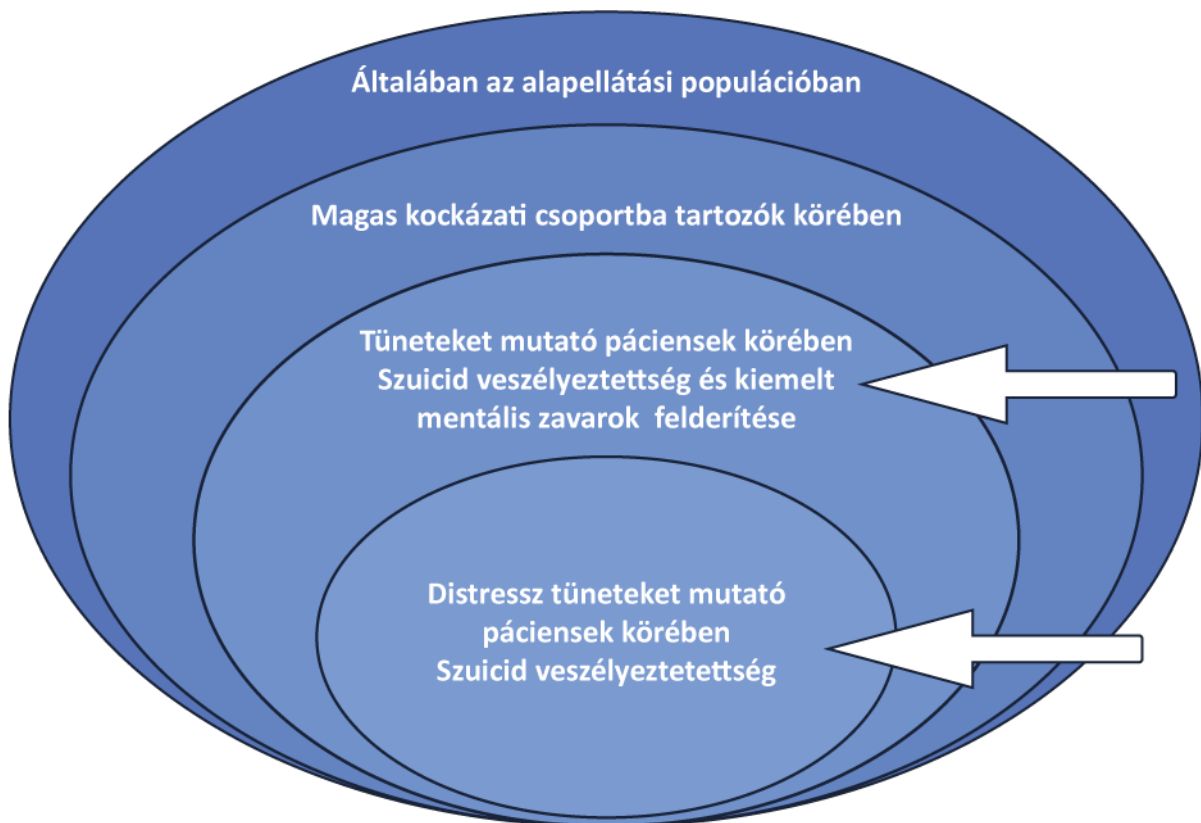 Általában az alapellátási populációban
Magas kockázati csoportba tartozók körében
Tüneteket mutató páciensek körében
Szuicid veszélyeztettség és kiemelt
mentális zavarok felderítése
Distressz tüneteket mutató
páciensek körében
Szuicid veszélyeztetettség